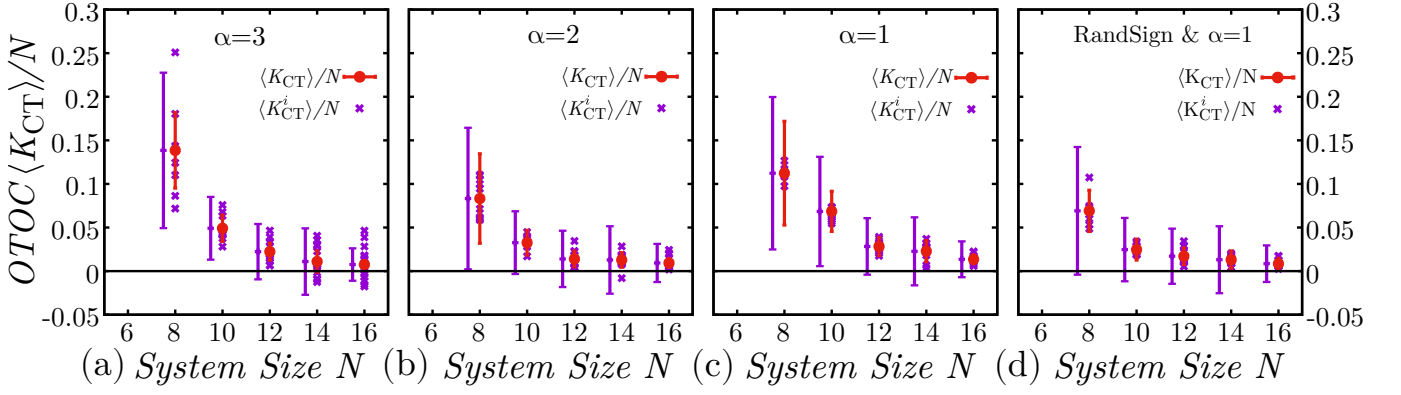 OTOC⟨K_CT⟩/N
0.3
0.25
0.2
0.15
0.1
0.05
0
-0.05
α=3
⟨K_CT⟩/N
⟨K^i_CT⟩/N
6 8 10 12 14 16
(a) System Size N
α=2
⟨K_CT⟩/N
⟨K^i_CT⟩/N
6 8 10 12 14 16
(b) System Size N
α=1
⟨K_CT⟩/N
⟨K^i_CT⟩/N
6 8 10 12 14 16
(c) System Size N
RandSign & α=1
⟨K_CT⟩/N
⟨K^i_CT⟩/N
6 8 10 12 14 16
(d) System Size N
0.3
0.25
0.2
0.15
0.1
0.05
0
-0.05